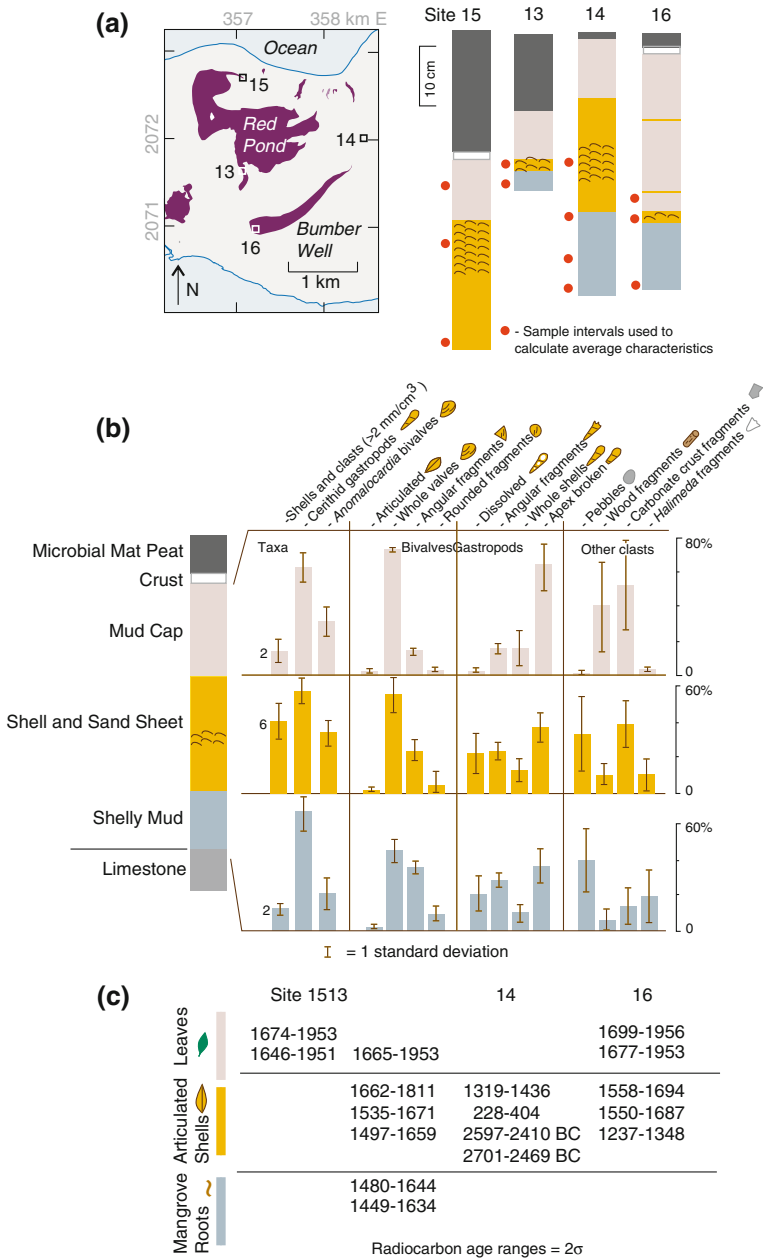 (a)
357
358 km E
2072
2071
Ocean
15
Red
Pond
14
13
16
Bumber
Well
N
1 km
Site 15
13
14
16
10 cm
- Sample intervals used to
calculate average characteristics
(b)
-Shells and clasts (>2 mm/cm3)
- Cerithid gastropods
- Anomalocardia bivalves
- Articulated
- Whole valves
- Angular fragments
- Rounded fragments
- Dissolved
- Angular fragments
- Whole shells
- Apex broken
- Pebbles
- Wood fragments
- Carbonate crust fragments
- Halimeda fragments
Microbial Mat Peat
Crust
Mud Cap
Shell and Sand Sheet
Shelly Mud
Limestone
Taxa
BivalvesGastropods
Other clasts
80%
2
0
60%
6
0
60%
2
0
= 1 standard deviation
(c)
Site 1513
14
16
Leaves
1674-1953
1699-1956
1646-1951
1665-1953
1677-1953
Articulated
Shells
1662-1811
1319-1436
1558-1694
1535-1671
228-404
1550-1687
1497-1659
2597-2410 BC
1237-1348
2701-2469 BC
Mangrove
Roots
1480-1644
1449-1634
Radiocarbon age ranges = 2σ